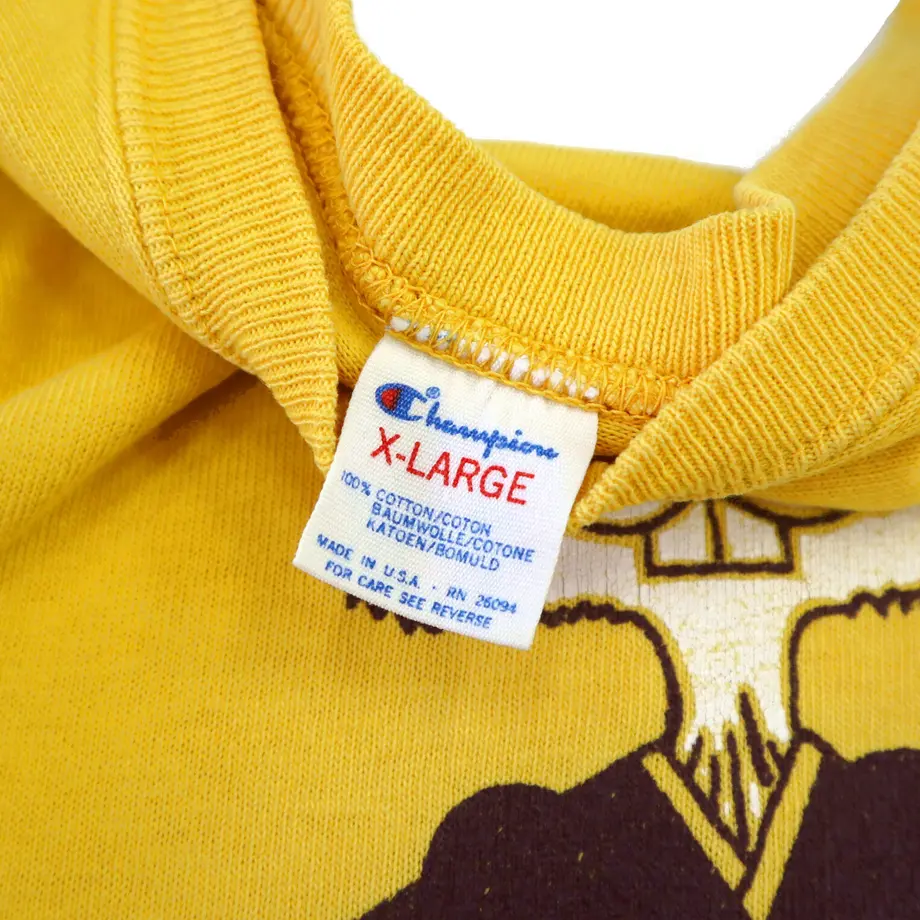 Champion
X-LARGE
100% COTTON/COTON
BAUMWOLLE/COTONE
KATOEN/BOMULD
MADE IN U.S.A. · RN 26094
FOR CARE SEE REVERSE